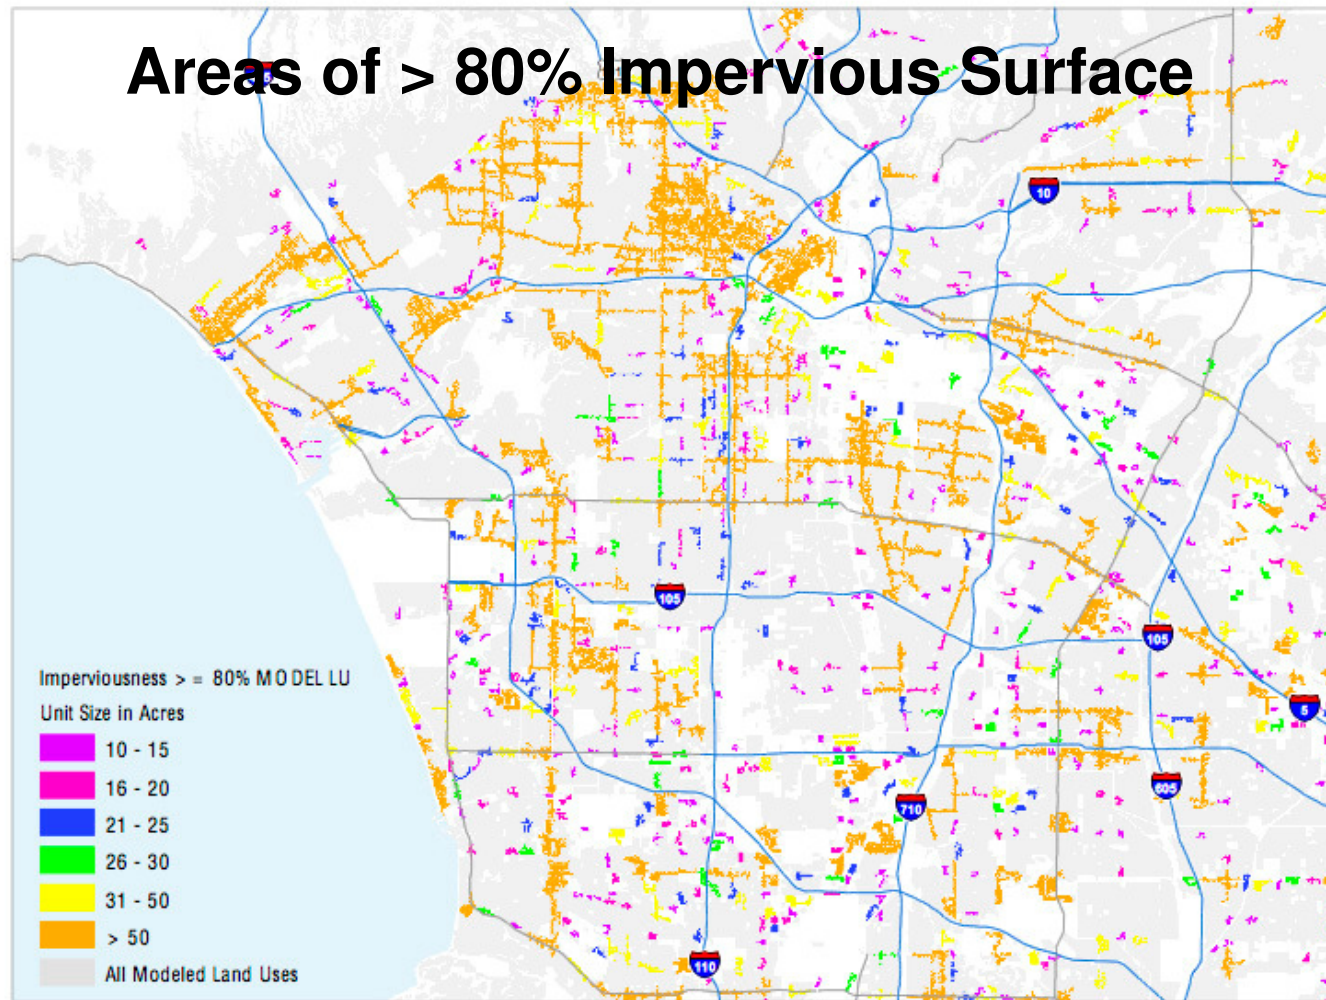 Areas of > 80% Impervious Surface
10
105
105
5
605
710
110
Imperviousness > = 80% MODEL LU
Unit Size in Acres
10 - 15
16 - 20
21 - 25
26 - 30
31 - 50
> 50
All Modeled Land Uses